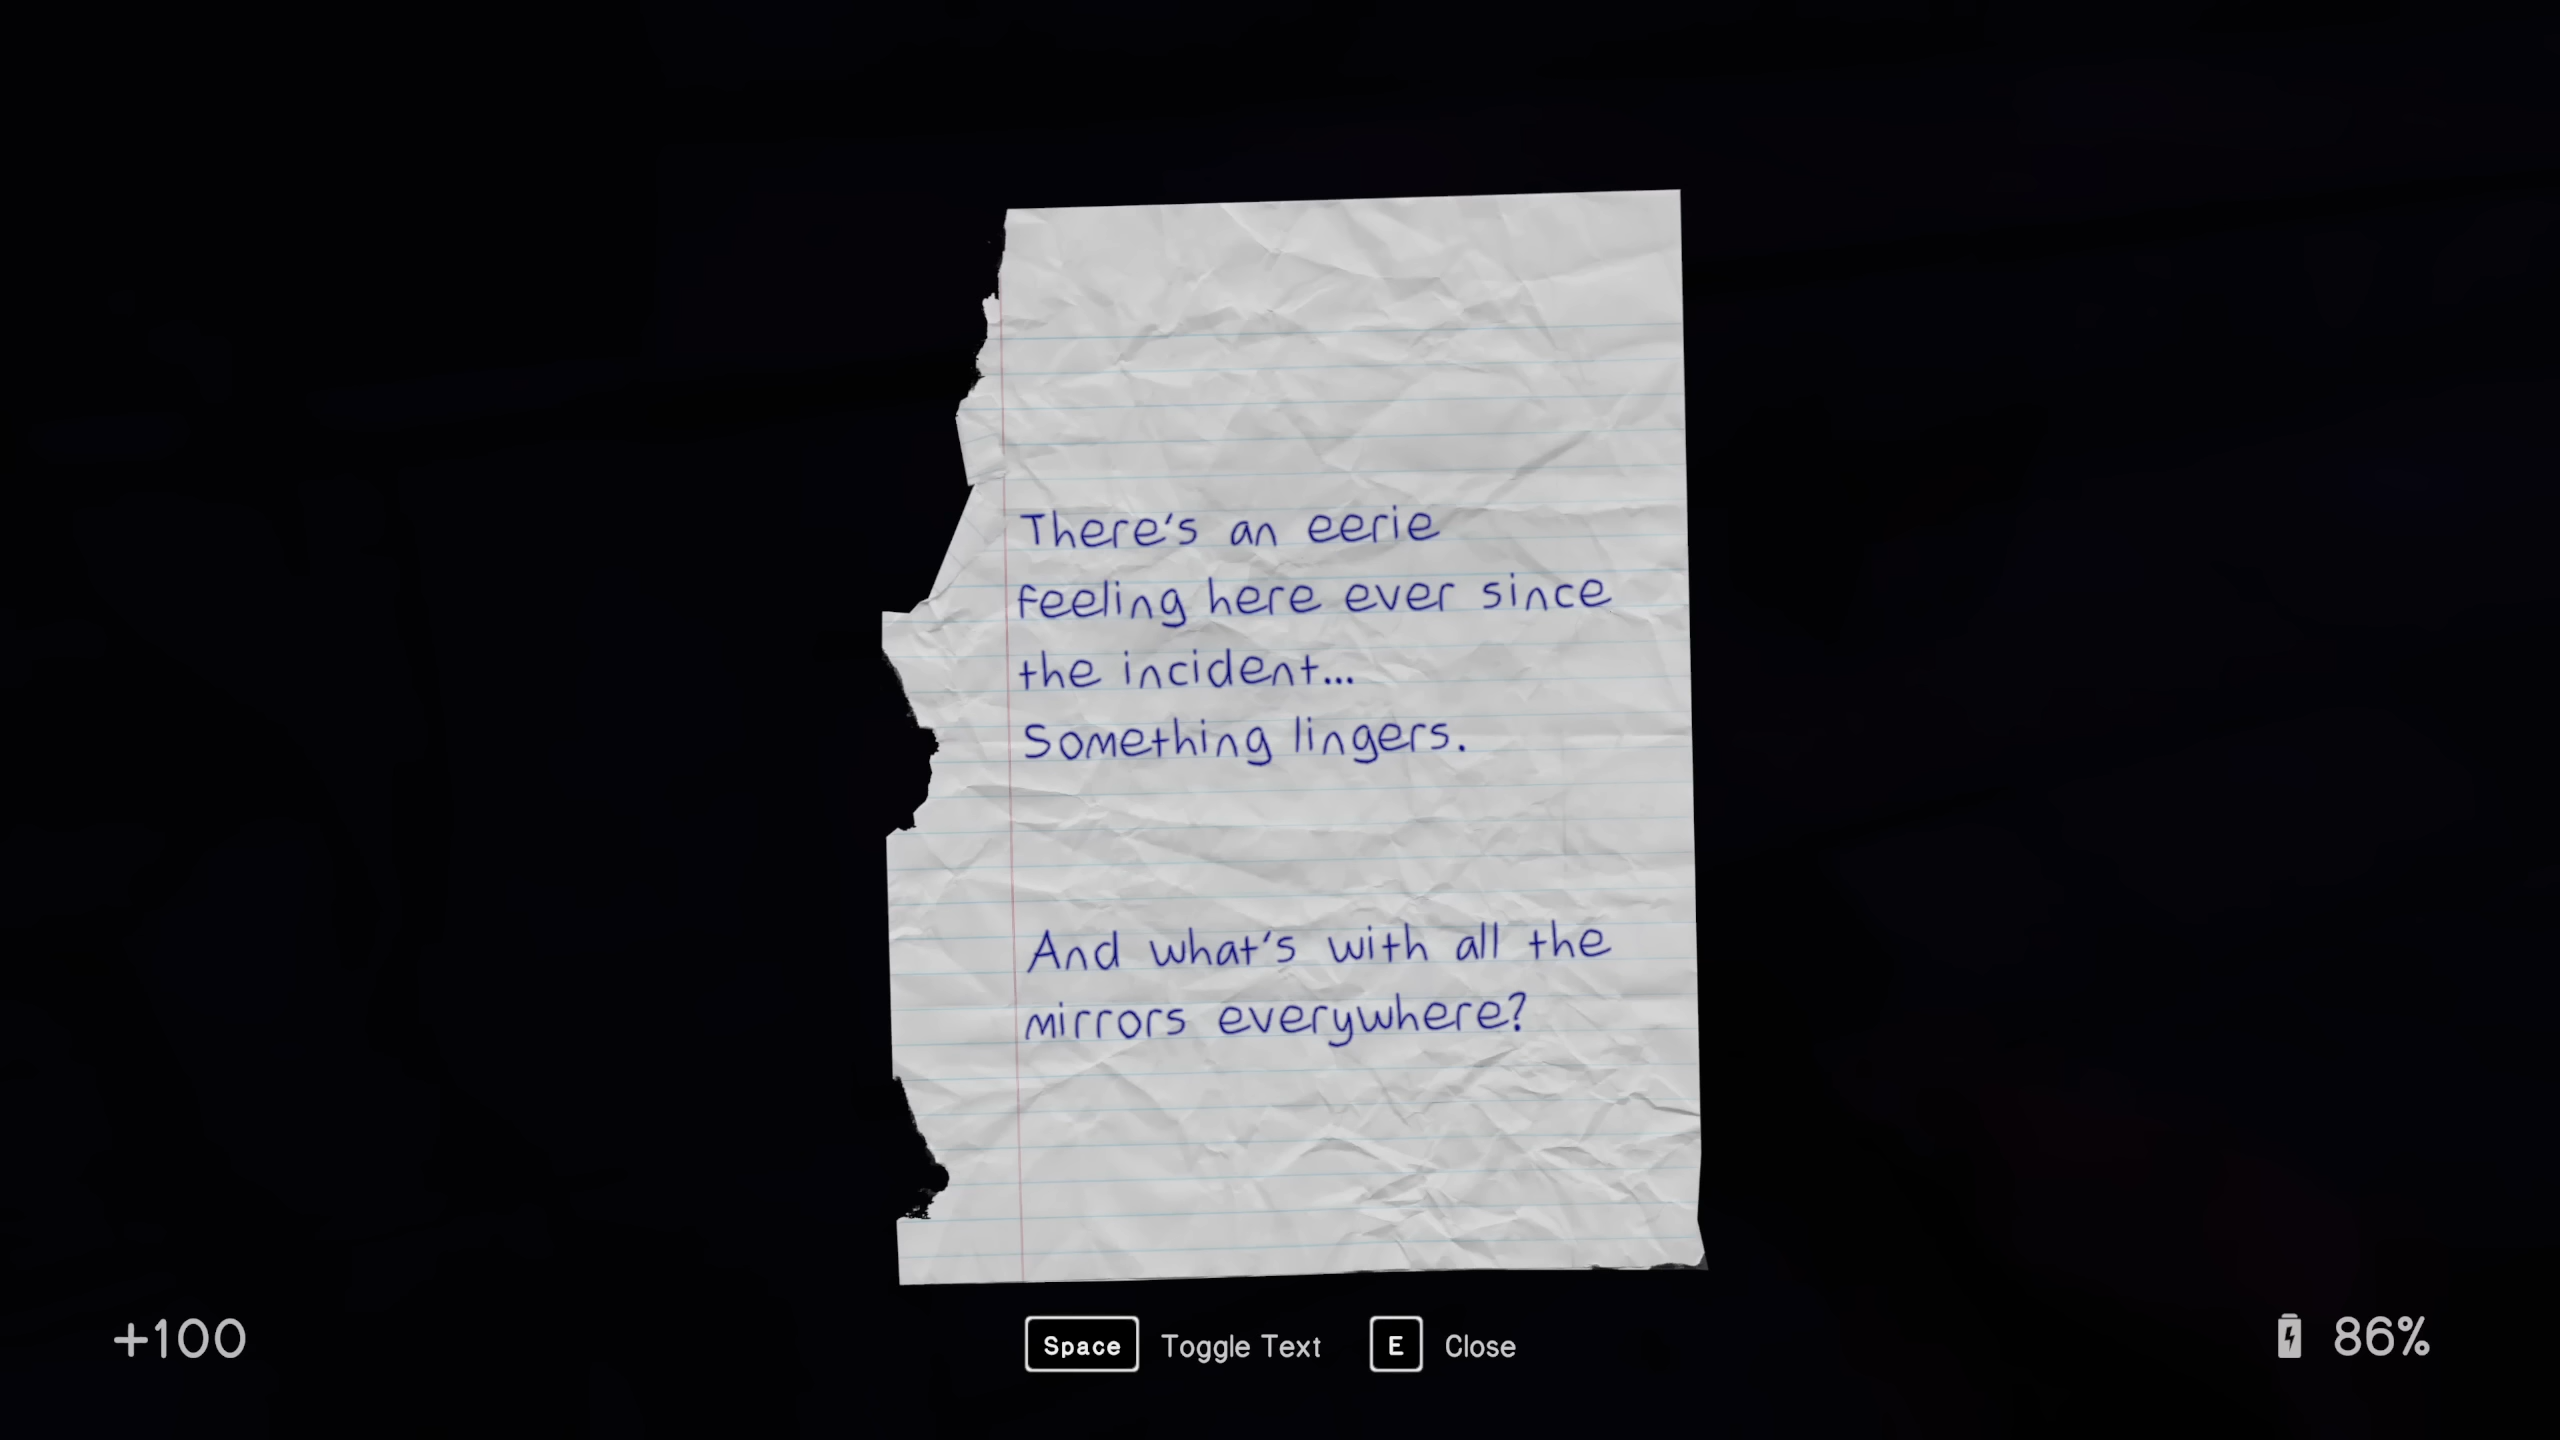 There's an eerie
feeling here ever since
the incident...
Something lingers.
And what's with all the
mirrors everywhere?
+100
Space Toggle Text E Close
86%